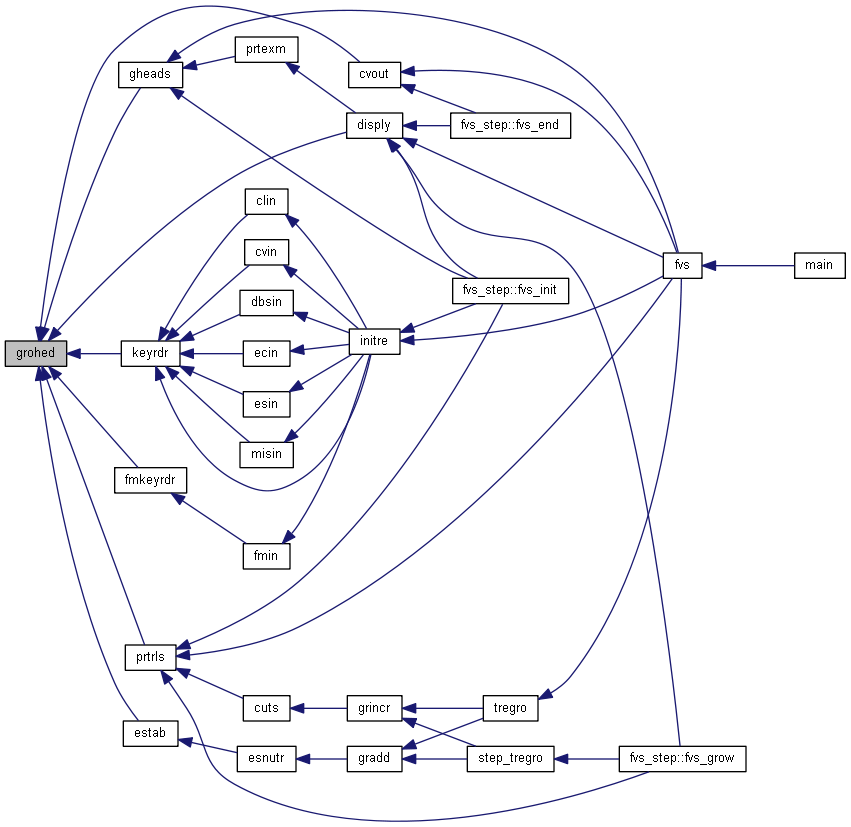 prtexm
gheads
cvout
disply
fvs_step::fvs_end
clin
cvin
fvs
main
dbsin
fvs_step::fvs_init
grohed
keyrdr
ecin
initre
esin
misin
fmkeyrdr
fmin
prtrls
cuts
grincr
tregro
estab
esnutr
gradd
step_tregro
fvs_step::fvs_grow